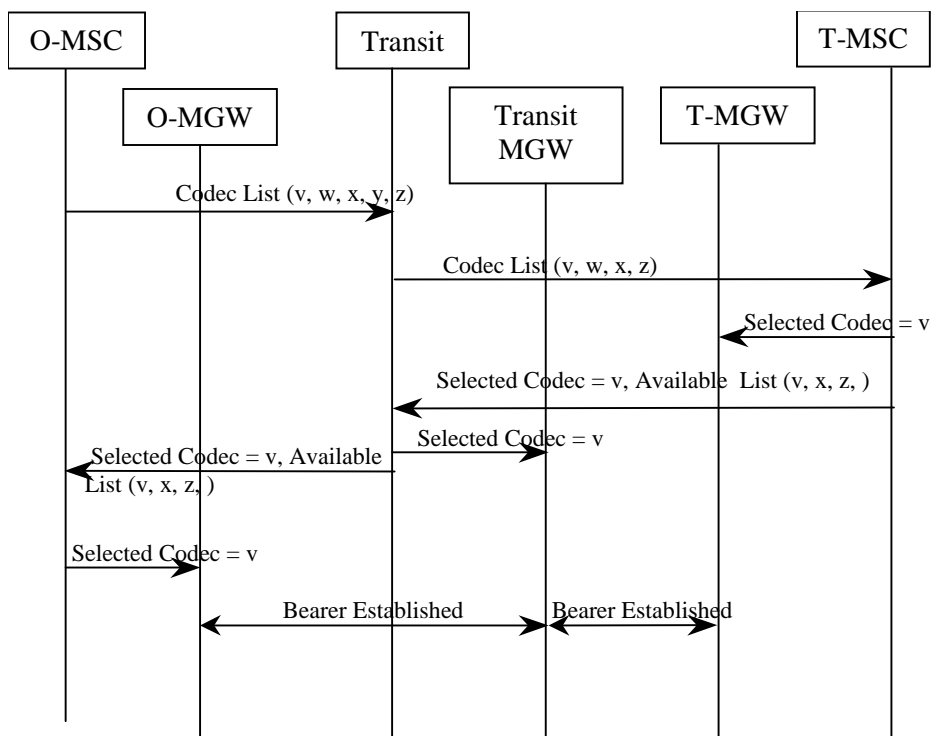 O-MSC
Transit
T-MSC
O-MGW
Transit
MGW
T-MGW
Codec List (v, w, x, y, z)
Codec List (v, w, x, z)
Selected Codec = v
Selected Codec = v, Available List (v, x, z, )
Selected Codec = v
Selected Codec = v, Available
List (v, x, z, )
Selected Codec = v
Bearer Established
Bearer Established